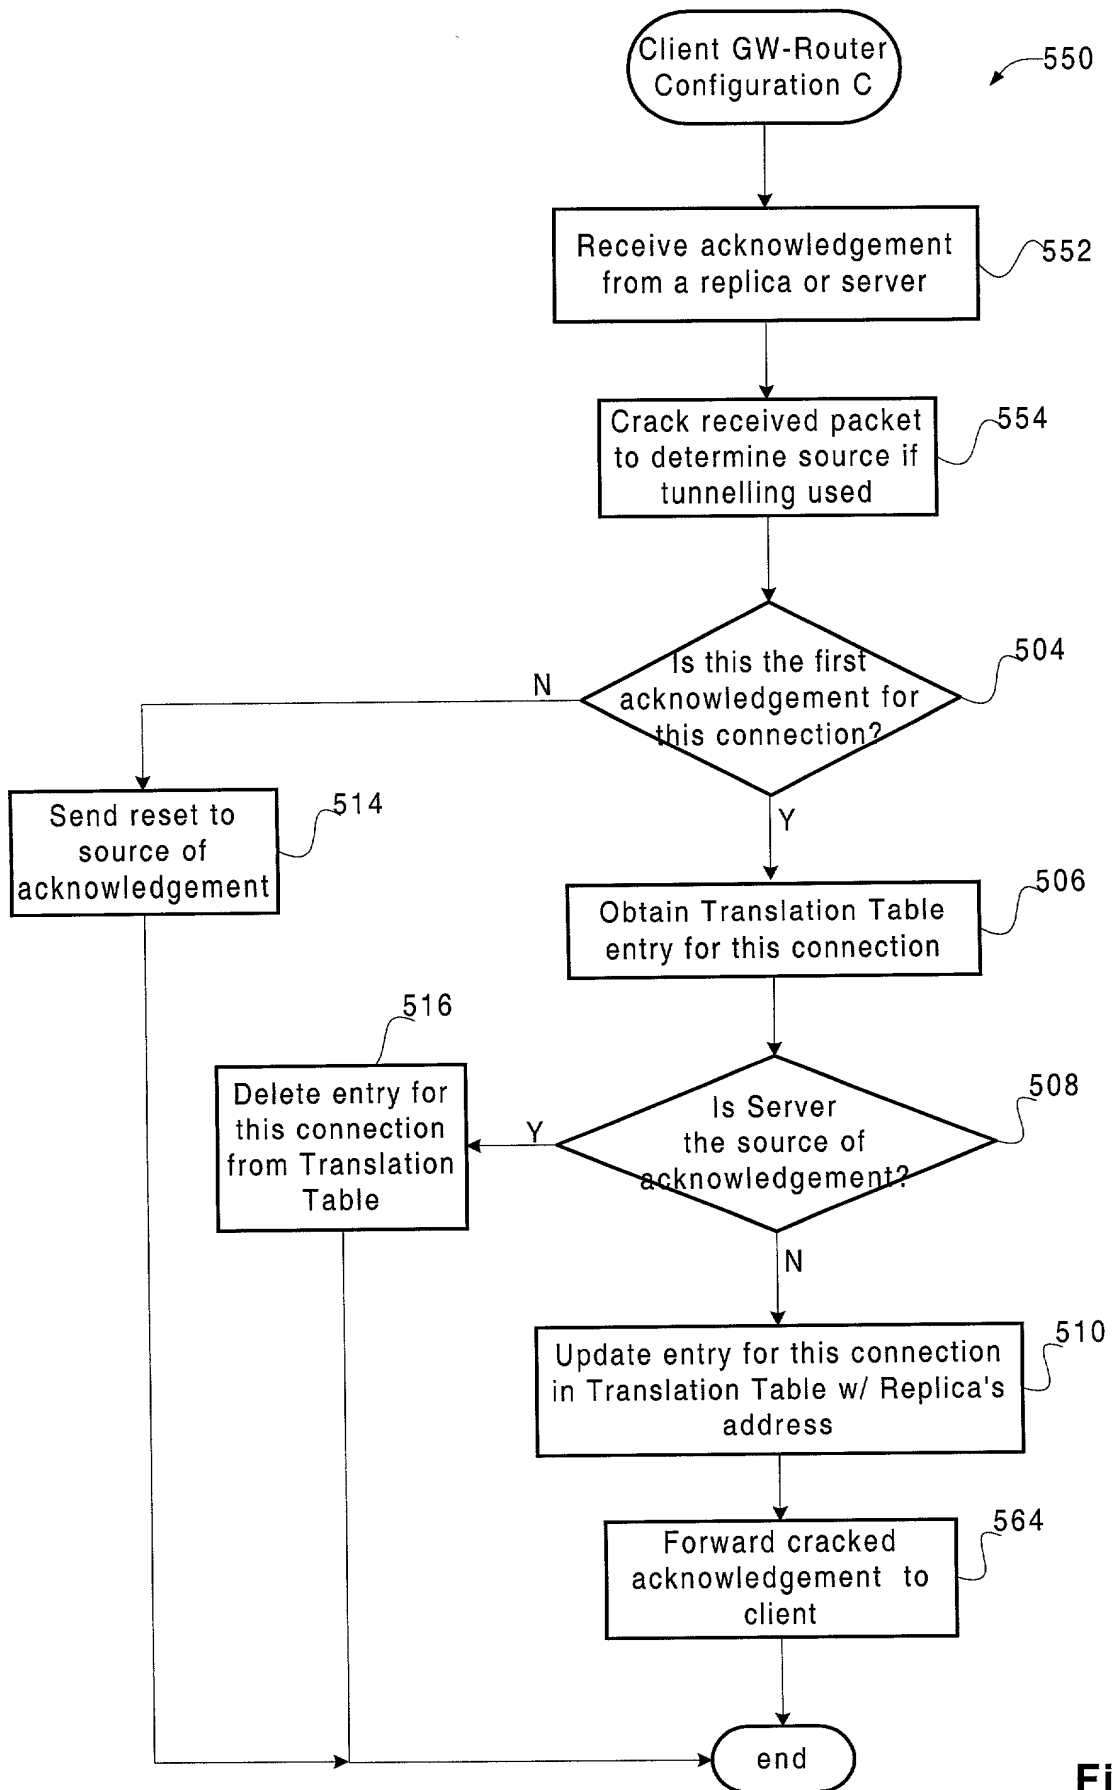 Client GW-Router
Configuration C
550
Receive acknowledgement
from a replica or server
552
Crack received packet
to determine source if
tunnelling used
554
Is this the first
acknowledgement for
this connection?
504
N
Y
Send reset to
source of
acknowledgement
514
Obtain Translation Table
entry for this connection
506
516
Delete entry for
this connection
from Translation
Table
Y
Is Server
the source of
acknowledgement?
508
N
Update entry for this connection
in Translation Table w/ Replica's
address
510
Forward cracked
acknowledgement to
client
564
end
Fi